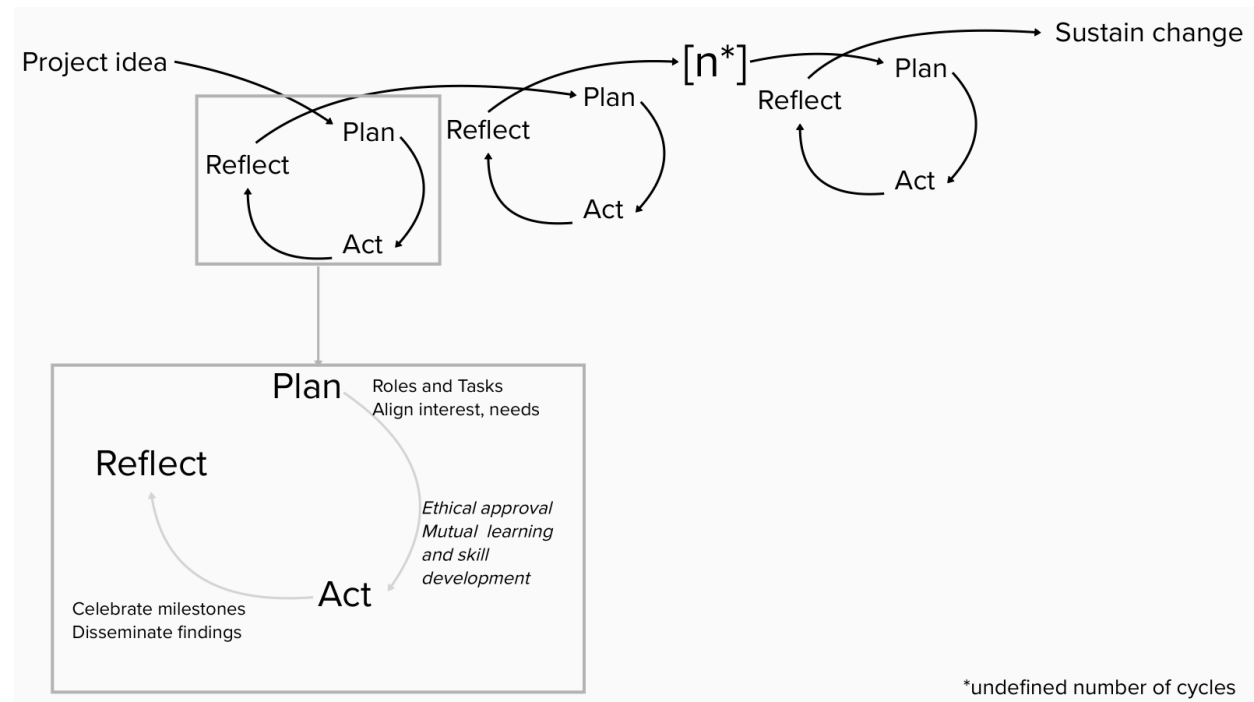 Project idea
Plan
Reflect
Act
Plan
Reflect
Act
[n*]
Plan
Reflect
Act
Sustain change
Plan
Roles and Tasks
Align interest, needs
Reflect
Ethical approval
Mutual learning
and skill
development
Act
Celebrate milestones
Disseminate findings
*undefined number of cycles